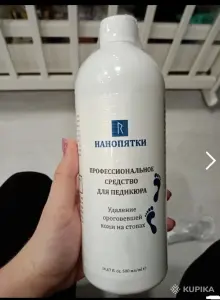 R
НАНОПЯТКИ
ПРОФЕССИОНАЛЬНОЕ
СРЕДСТВО
ДЛЯ ПЕДИКЮРА
Удаление
ороговевшей
кожи на стопах
KUPIKA